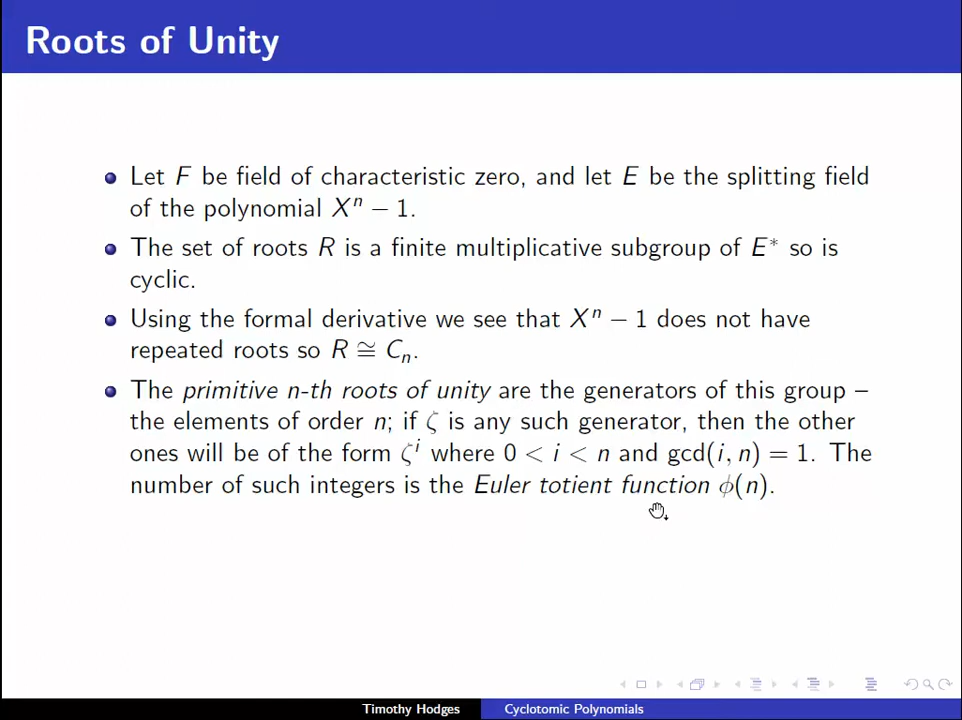 Roots of Unity
Let F be field of characteristic zero, and let E be the splitting field
of the polynomial Xⁿ − 1.
The set of roots R is a finite multiplicative subgroup of E* so is
cyclic.
Using the formal derivative we see that Xⁿ − 1 does not have
repeated roots so R ≅ Cₙ.
The primitive n-th roots of unity are the generators of this group –
the elements of order n; if ζ is any such generator, then the other
ones will be of the form ζⁱ where 0 < i < n and gcd(i, n) = 1. The
number of such integers is the Euler totient function ϕ(n).
Timothy Hodges
Cyclotomic Polynomials